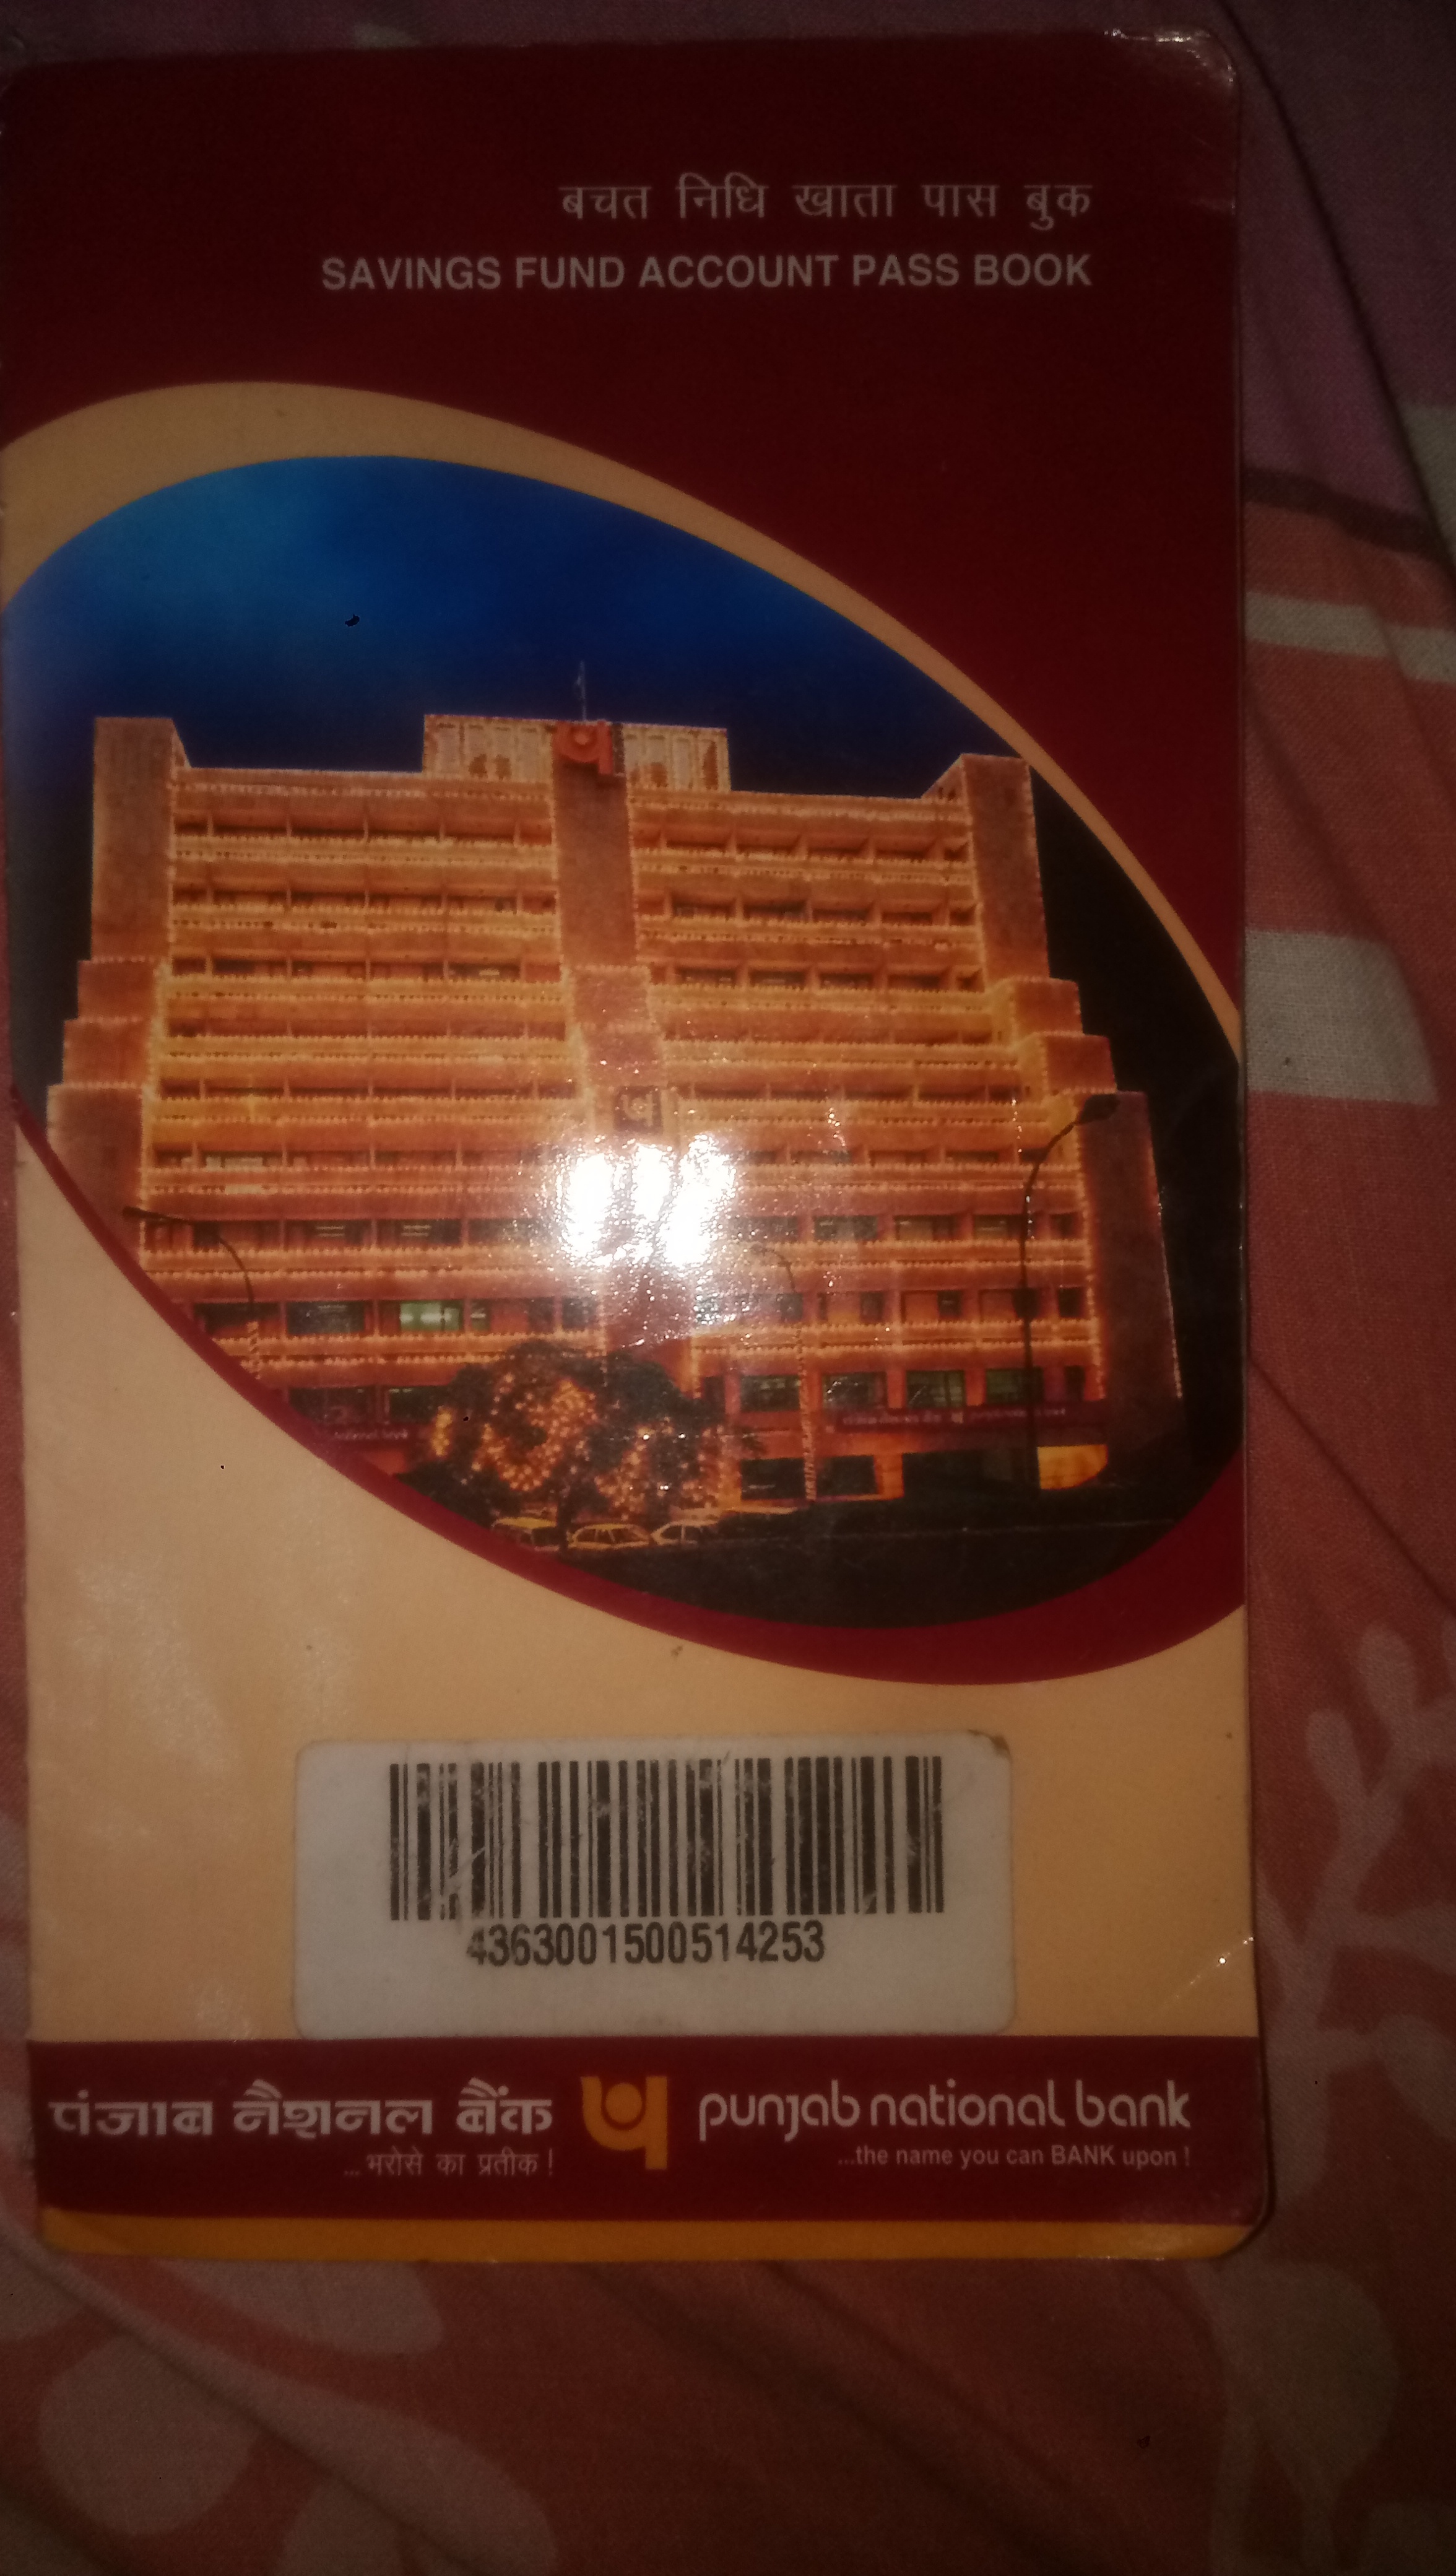 बचत निधि खाता पास बुक
SAVINGS FUND ACCOUNT PASS BOOK
4363001500514253
पंजाब नैशनल बैंक punjab national bank
...भरोसे का प्रतीक! ...the name you can BANK upon!